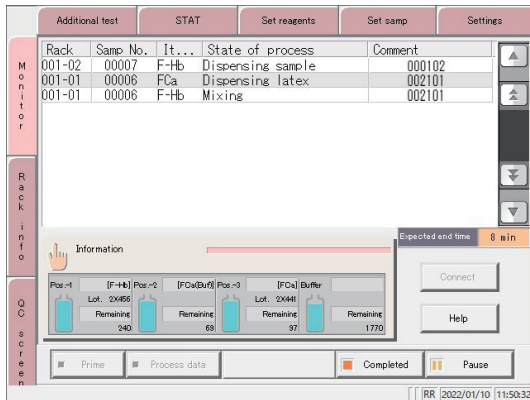 Additional test STAT Set reagents Set samp Settings
Monitor
Rack info
QC screen
Rack Samp No. It... State of process Comment
001-02 00007 F-Hb Dispensing sample 000102
001-01 00006 FCa Dispensing latex 002101
001-01 00006 F-Hb Mixing 002101
Expected end time 8 min
Information
Pos.-1 [F-Hb] Pos.-2 [FCa(Buf)] Pos.-3 [FCa] Buffer
Lot. 2X456 Lot. 2X441
Remaining Remaining Remaining Remaining
240 69 97 1770
Connect
Help
Prime Process data Completed Pause
RR 2022/01/10 11:50:32